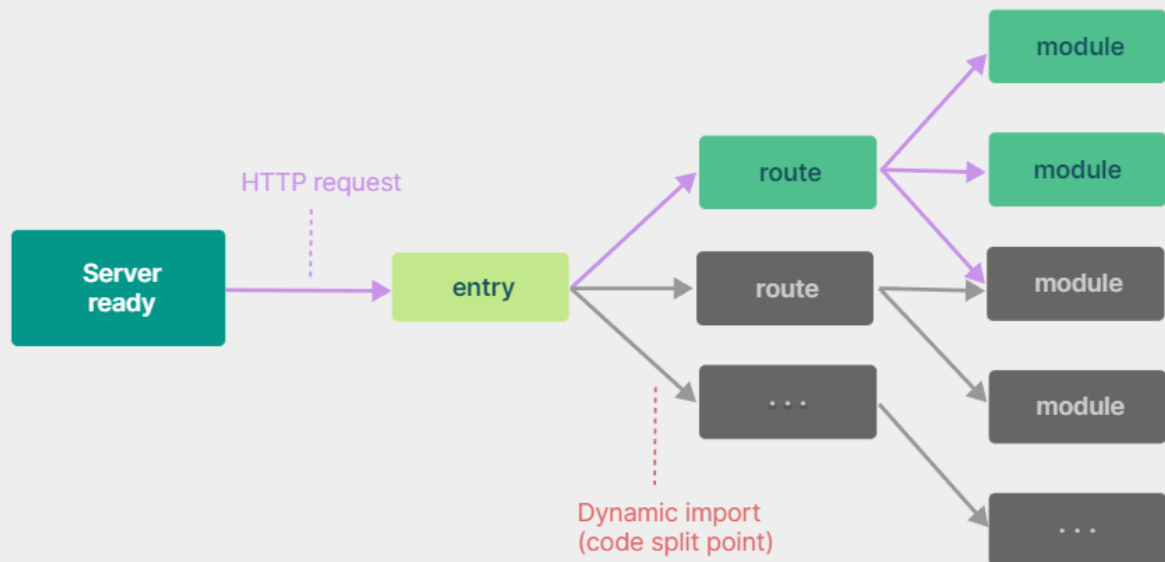 module
HTTP request
route
module
Server
ready
entry
route
module
· · ·
module
Dynamic import
(code split point)
· · ·